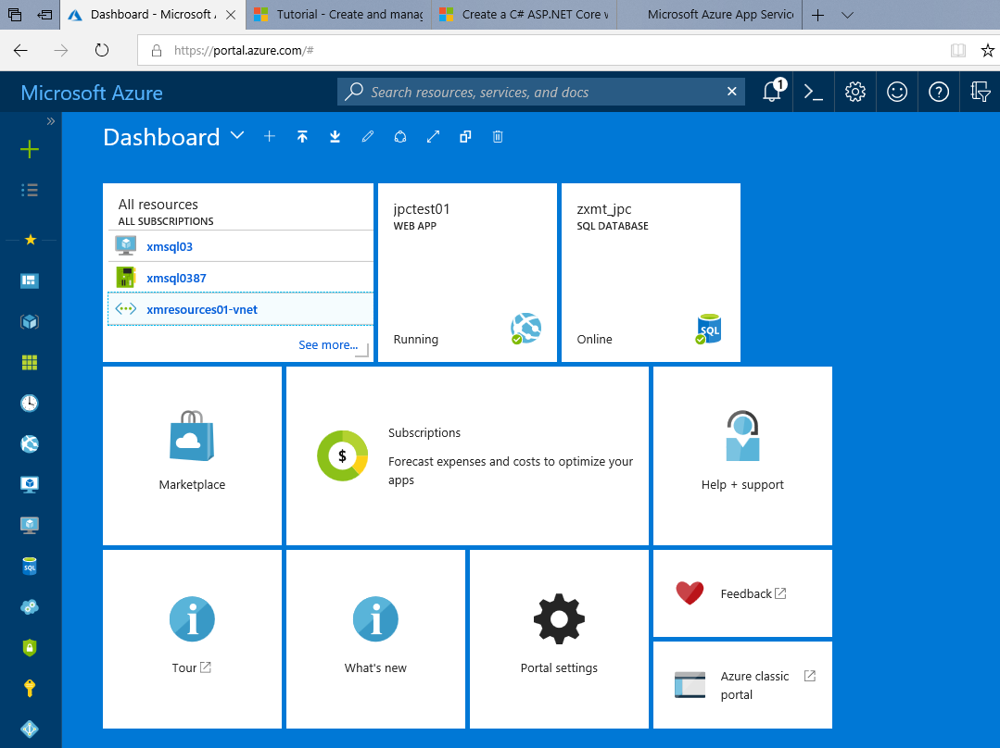 Dashboard - Microsoft A
Tutorial - Create and manag
Create a C# ASP.NET Core w
Microsoft Azure App Servic
https://portal.azure.com/#
Microsoft Azure
Search resources, services, and docs
1
Dashboard
All resources
ALL SUBSCRIPTIONS
xmsql03
xmsql0387
xmresources01-vnet
See more...
jpctest01
WEB APP
Running
zxmt_jpc
SQL DATABASE
Online
SQL
Marketplace
$
Subscriptions
Forecast expenses and costs to optimize your
apps
Help + support
SQL
Tour
What's new
Portal settings
Feedback
Azure classic
portal